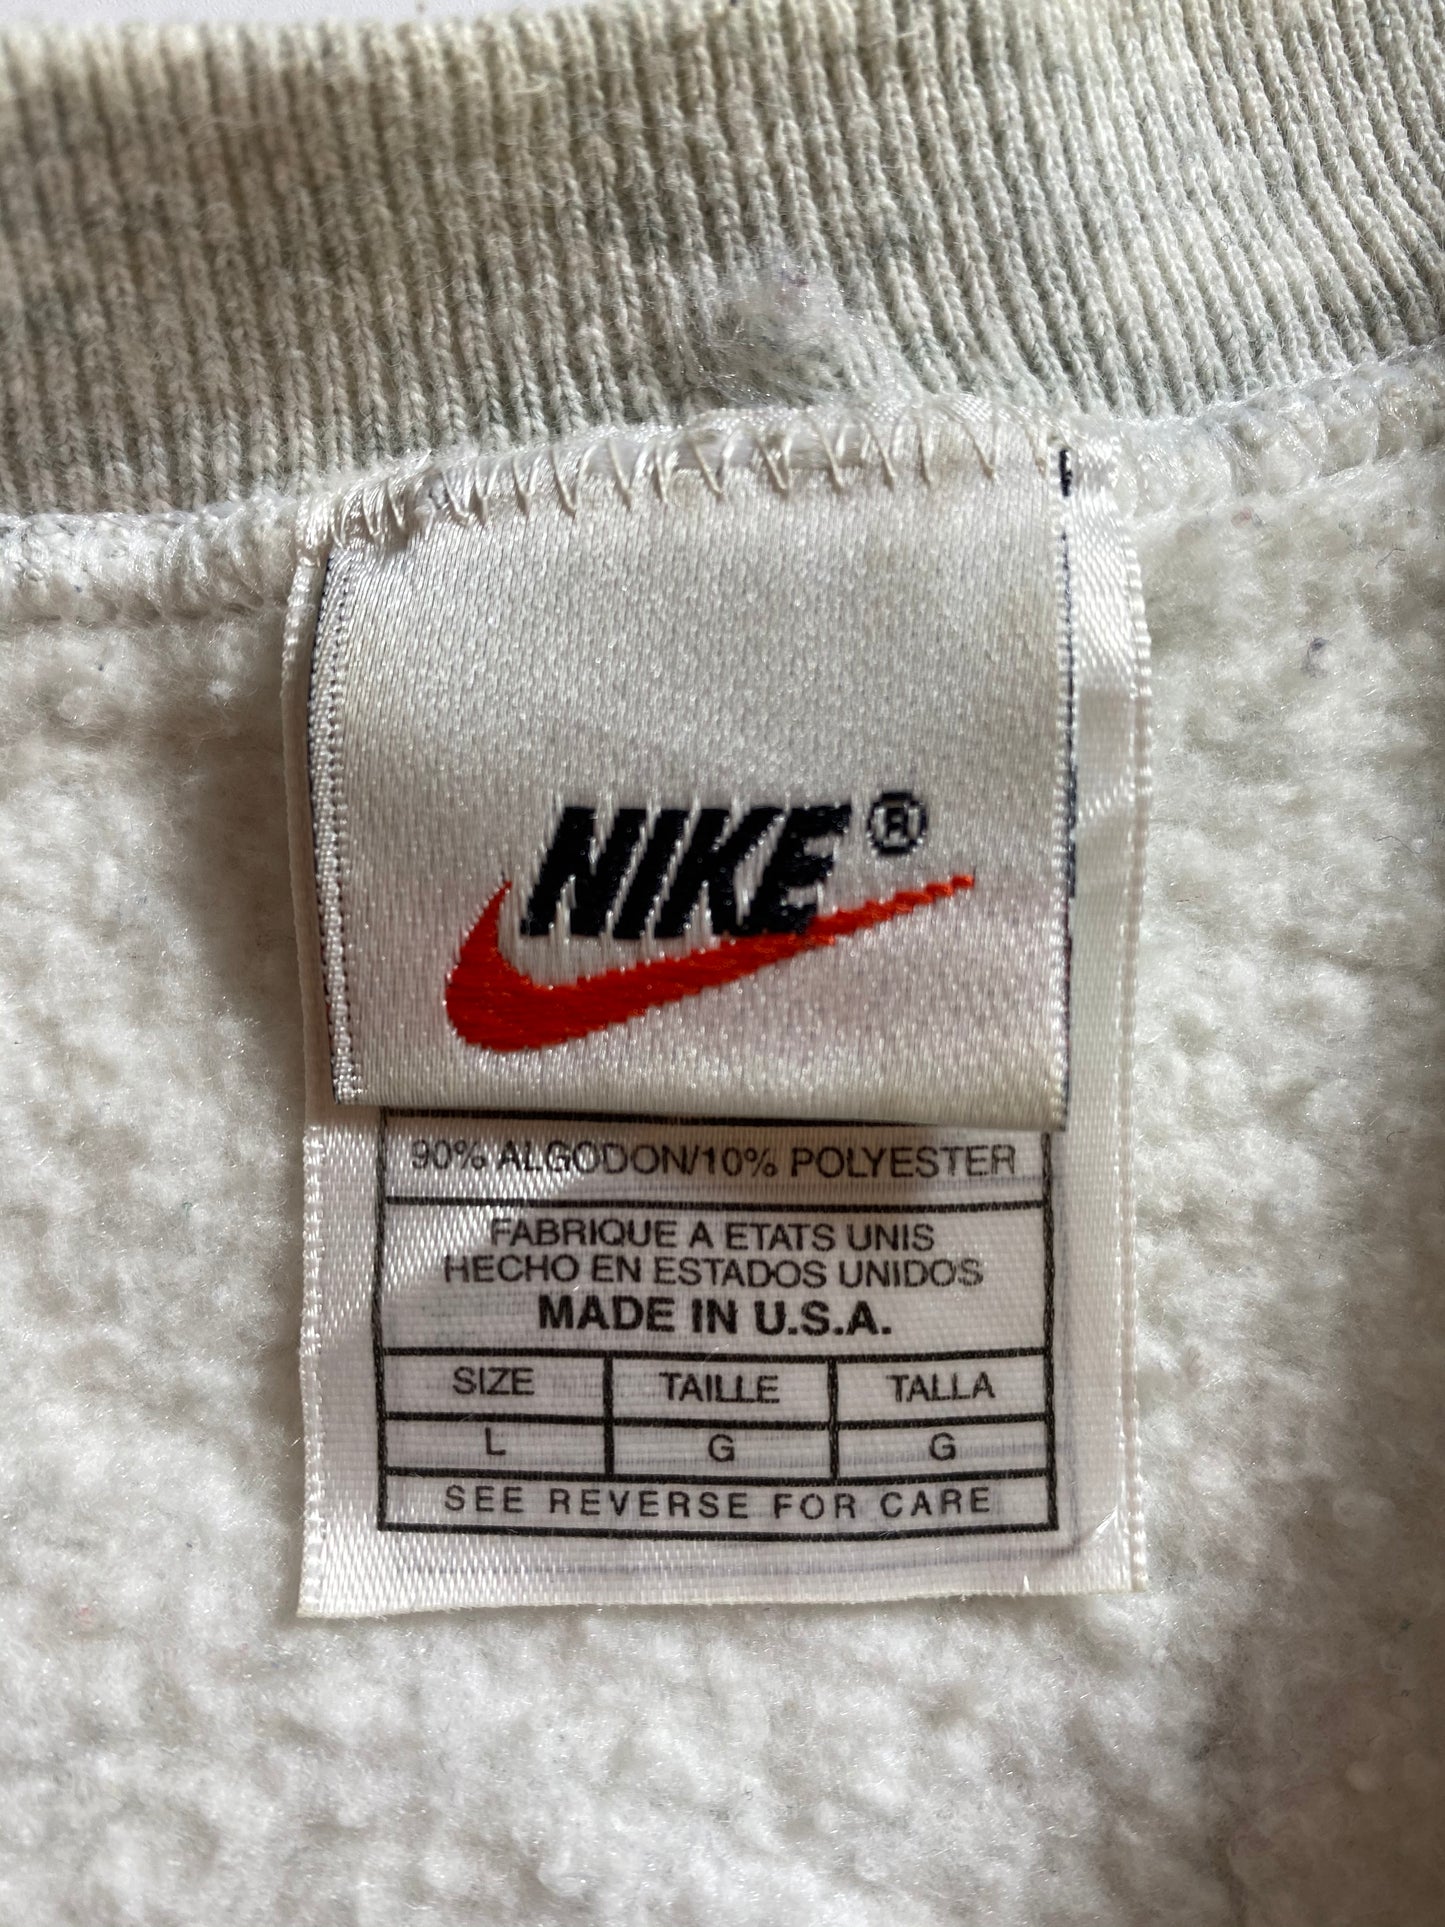 NIKE®
90% ALGODON/10% POLYESTER
FABRIQUE A ETATS UNIS
HECHO EN ESTADOS UNIDOS
MADE IN U.S.A.
SIZE TAILLE TALLA
L G G
SEE REVERSE FOR CARE